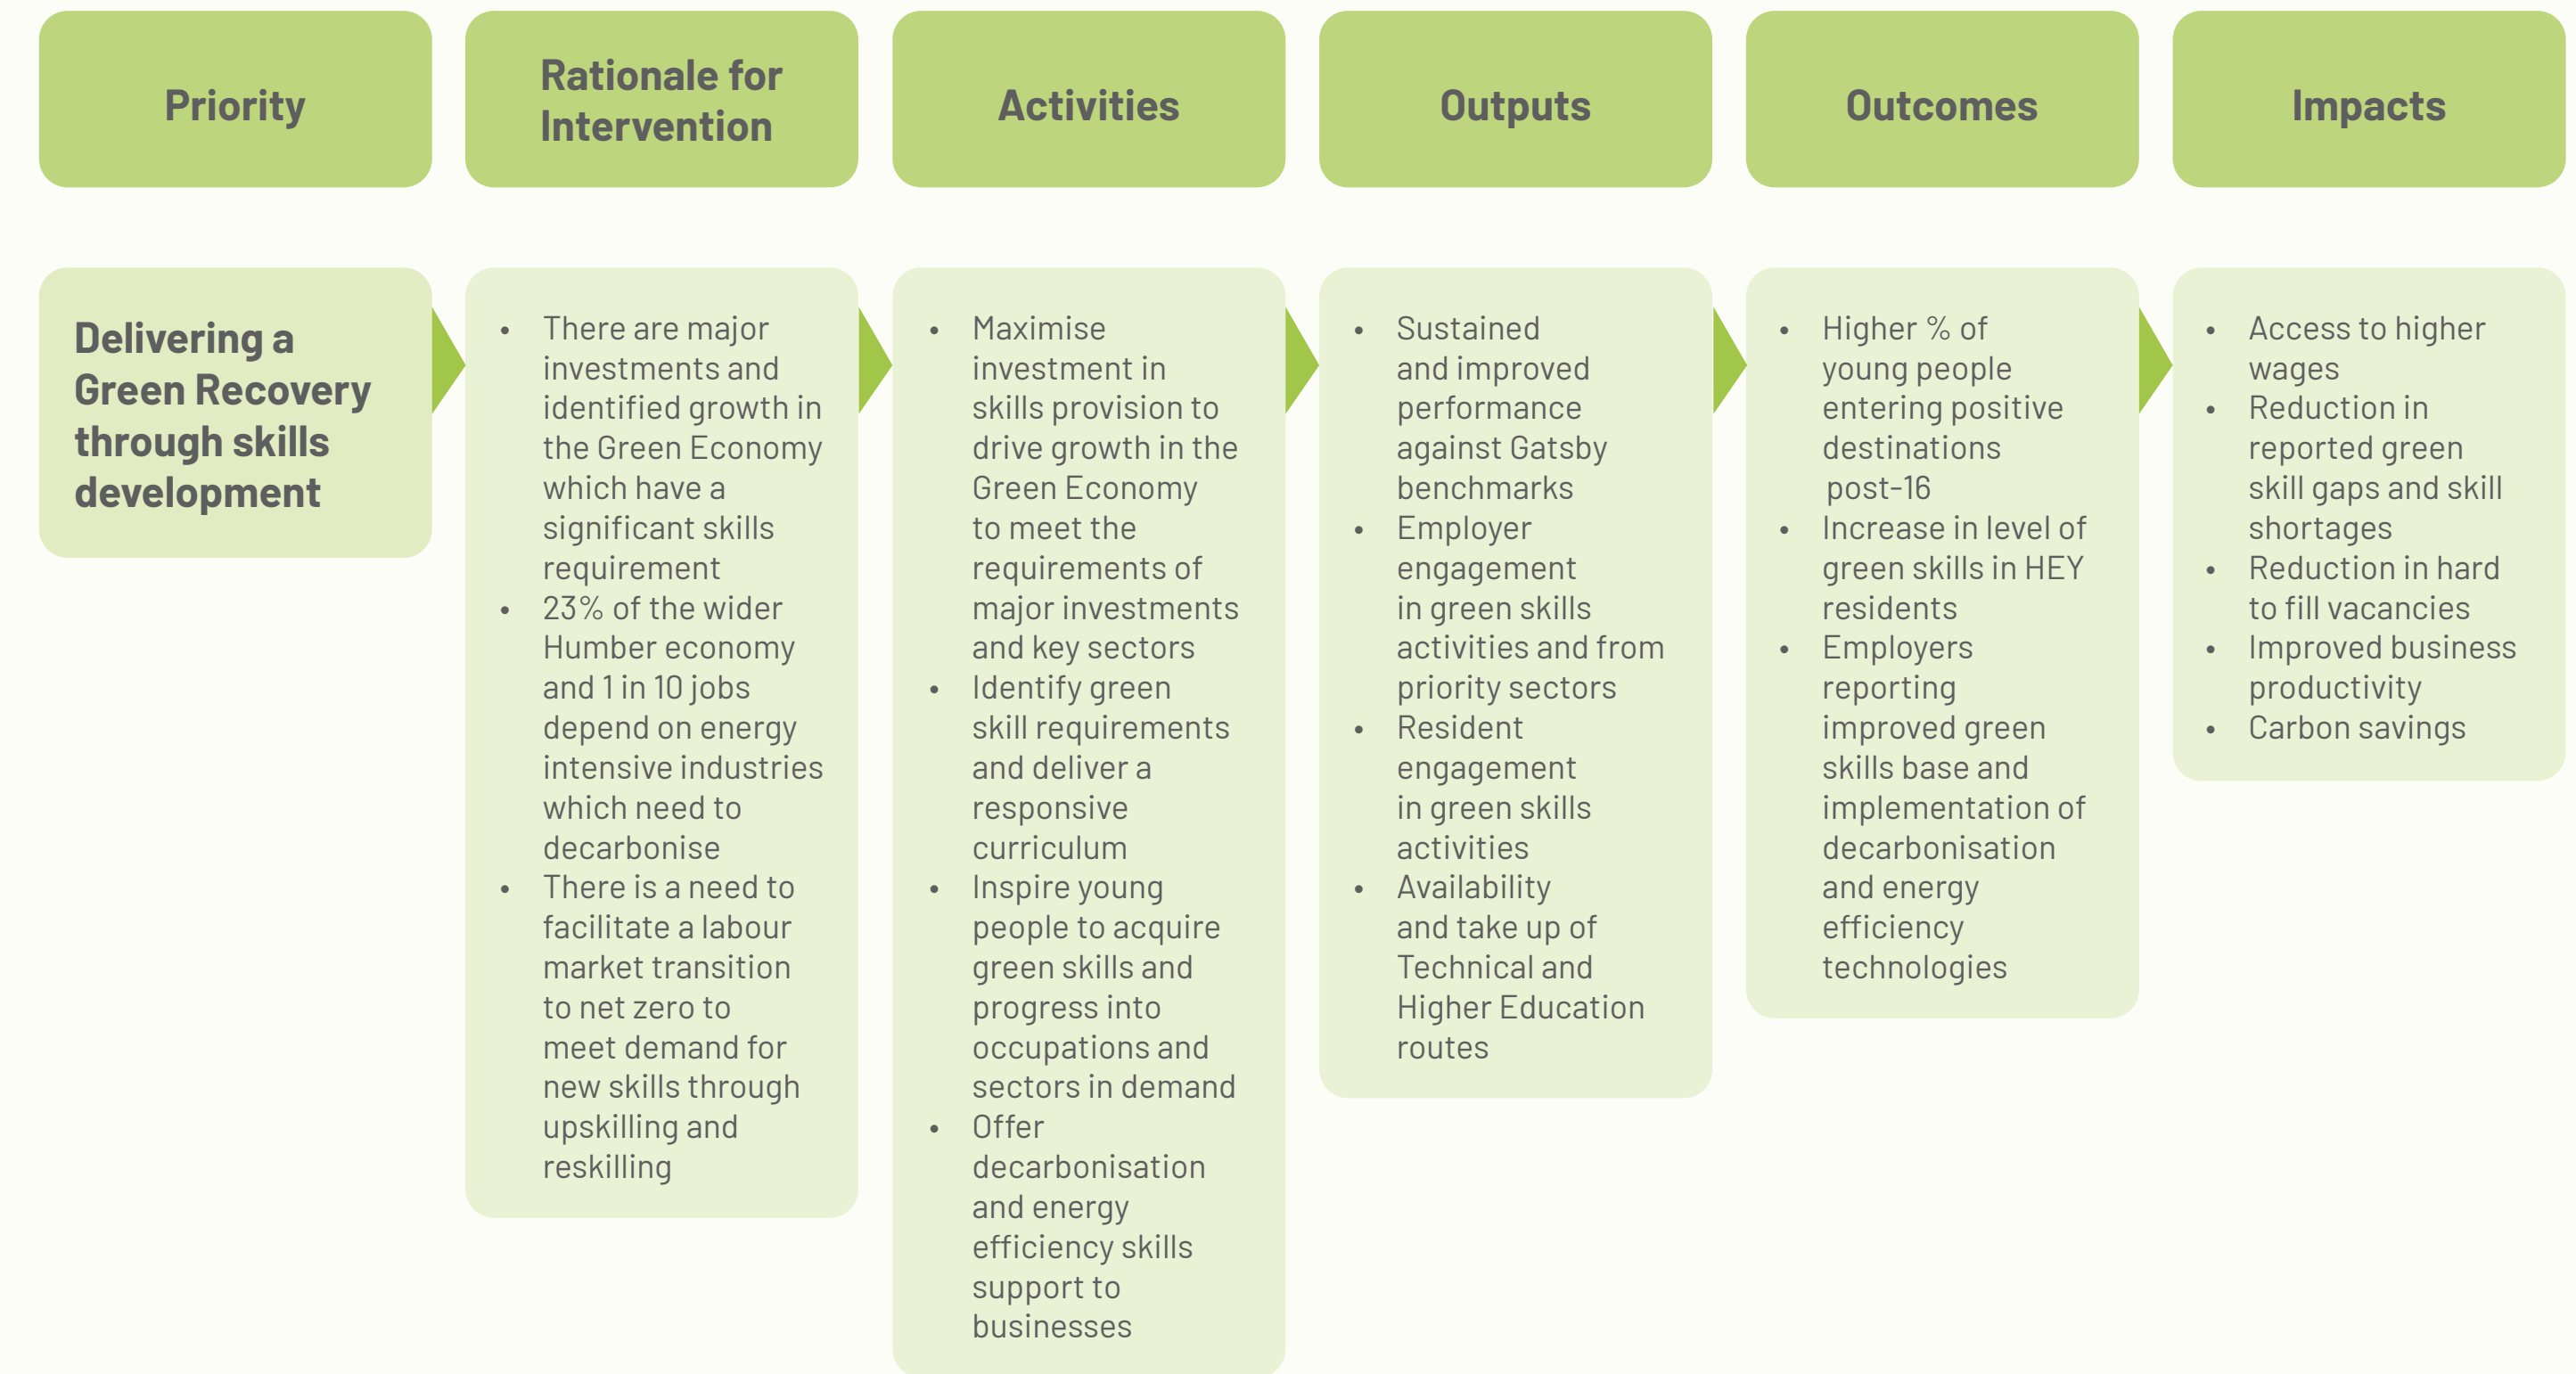 Priority
Rationale for
Intervention
Activities
Outputs
Outcomes
Impacts
Delivering a
Green Recovery
through skills
development
• There are major
investments and
identified growth in
the Green Economy
which have a
significant skills
requirement
• 23% of the wider
Humber economy
and 1 in 10 jobs
depend on energy
intensive industries
which need to
decarbonise
• There is a need to
facilitate a labour
market transition
to net zero to
meet demand for
new skills through
upskilling and
reskilling
• Maximise
investment in
skills provision to
drive growth in the
Green Economy
to meet the
requirements of
major investments
and key sectors
• Identify green
skill requirements
and deliver a
responsive
curriculum
• Inspire young
people to acquire
green skills and
progress into
occupations and
sectors in demand
• Offer
decarbonisation
and energy
efficiency skills
support to
businesses
• Sustained
and improved
performance
against Gatsby
benchmarks
• Employer
engagement
in green skills
activities and from
priority sectors
• Resident
engagement
in green skills
activities
• Availability
and take up of
Technical and
Higher Education
routes
• Higher % of
young people
entering positive
destinations
post-16
• Increase in level of
green skills in HEY
residents
• Employers
reporting
improved green
skills base and
implementation of
decarbonisation
and energy
efficiency
technologies
• Access to higher
wages
• Reduction in
reported green
skill gaps and skill
shortages
• Reduction in hard
to fill vacancies
• Improved business
productivity
• Carbon savings